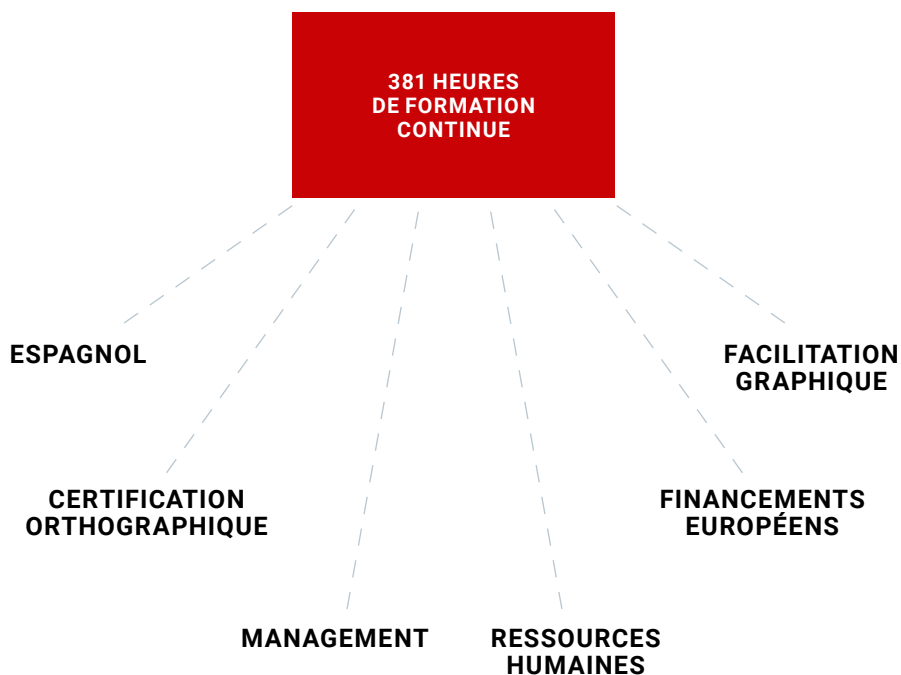 381 HEURES
DE FORMATION
CONTINUE
ESPAGNOL
FACILITATION
GRAPHIQUE
CERTIFICATION
ORTHOGRAPHIQUE
FINANCEMENTS
EUROPÉENS
MANAGEMENT
RESSOURCES
HUMAINES